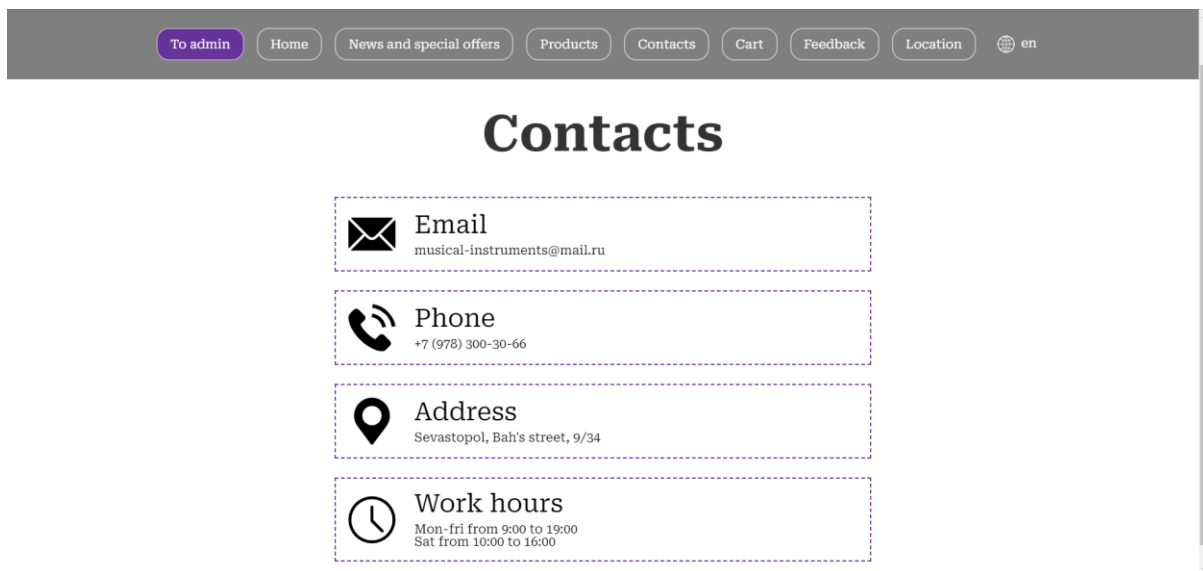 To admin Home News and special offers Products Contacts Cart Feedback Location en
Contacts
Email
musical-instruments@mail.ru
Phone
+7 (978) 300-30-66
Address
Sevastopol, Bah's street, 9/34
Work hours
Mon-fri from 9:00 to 19:00
Sat from 10:00 to 16:00